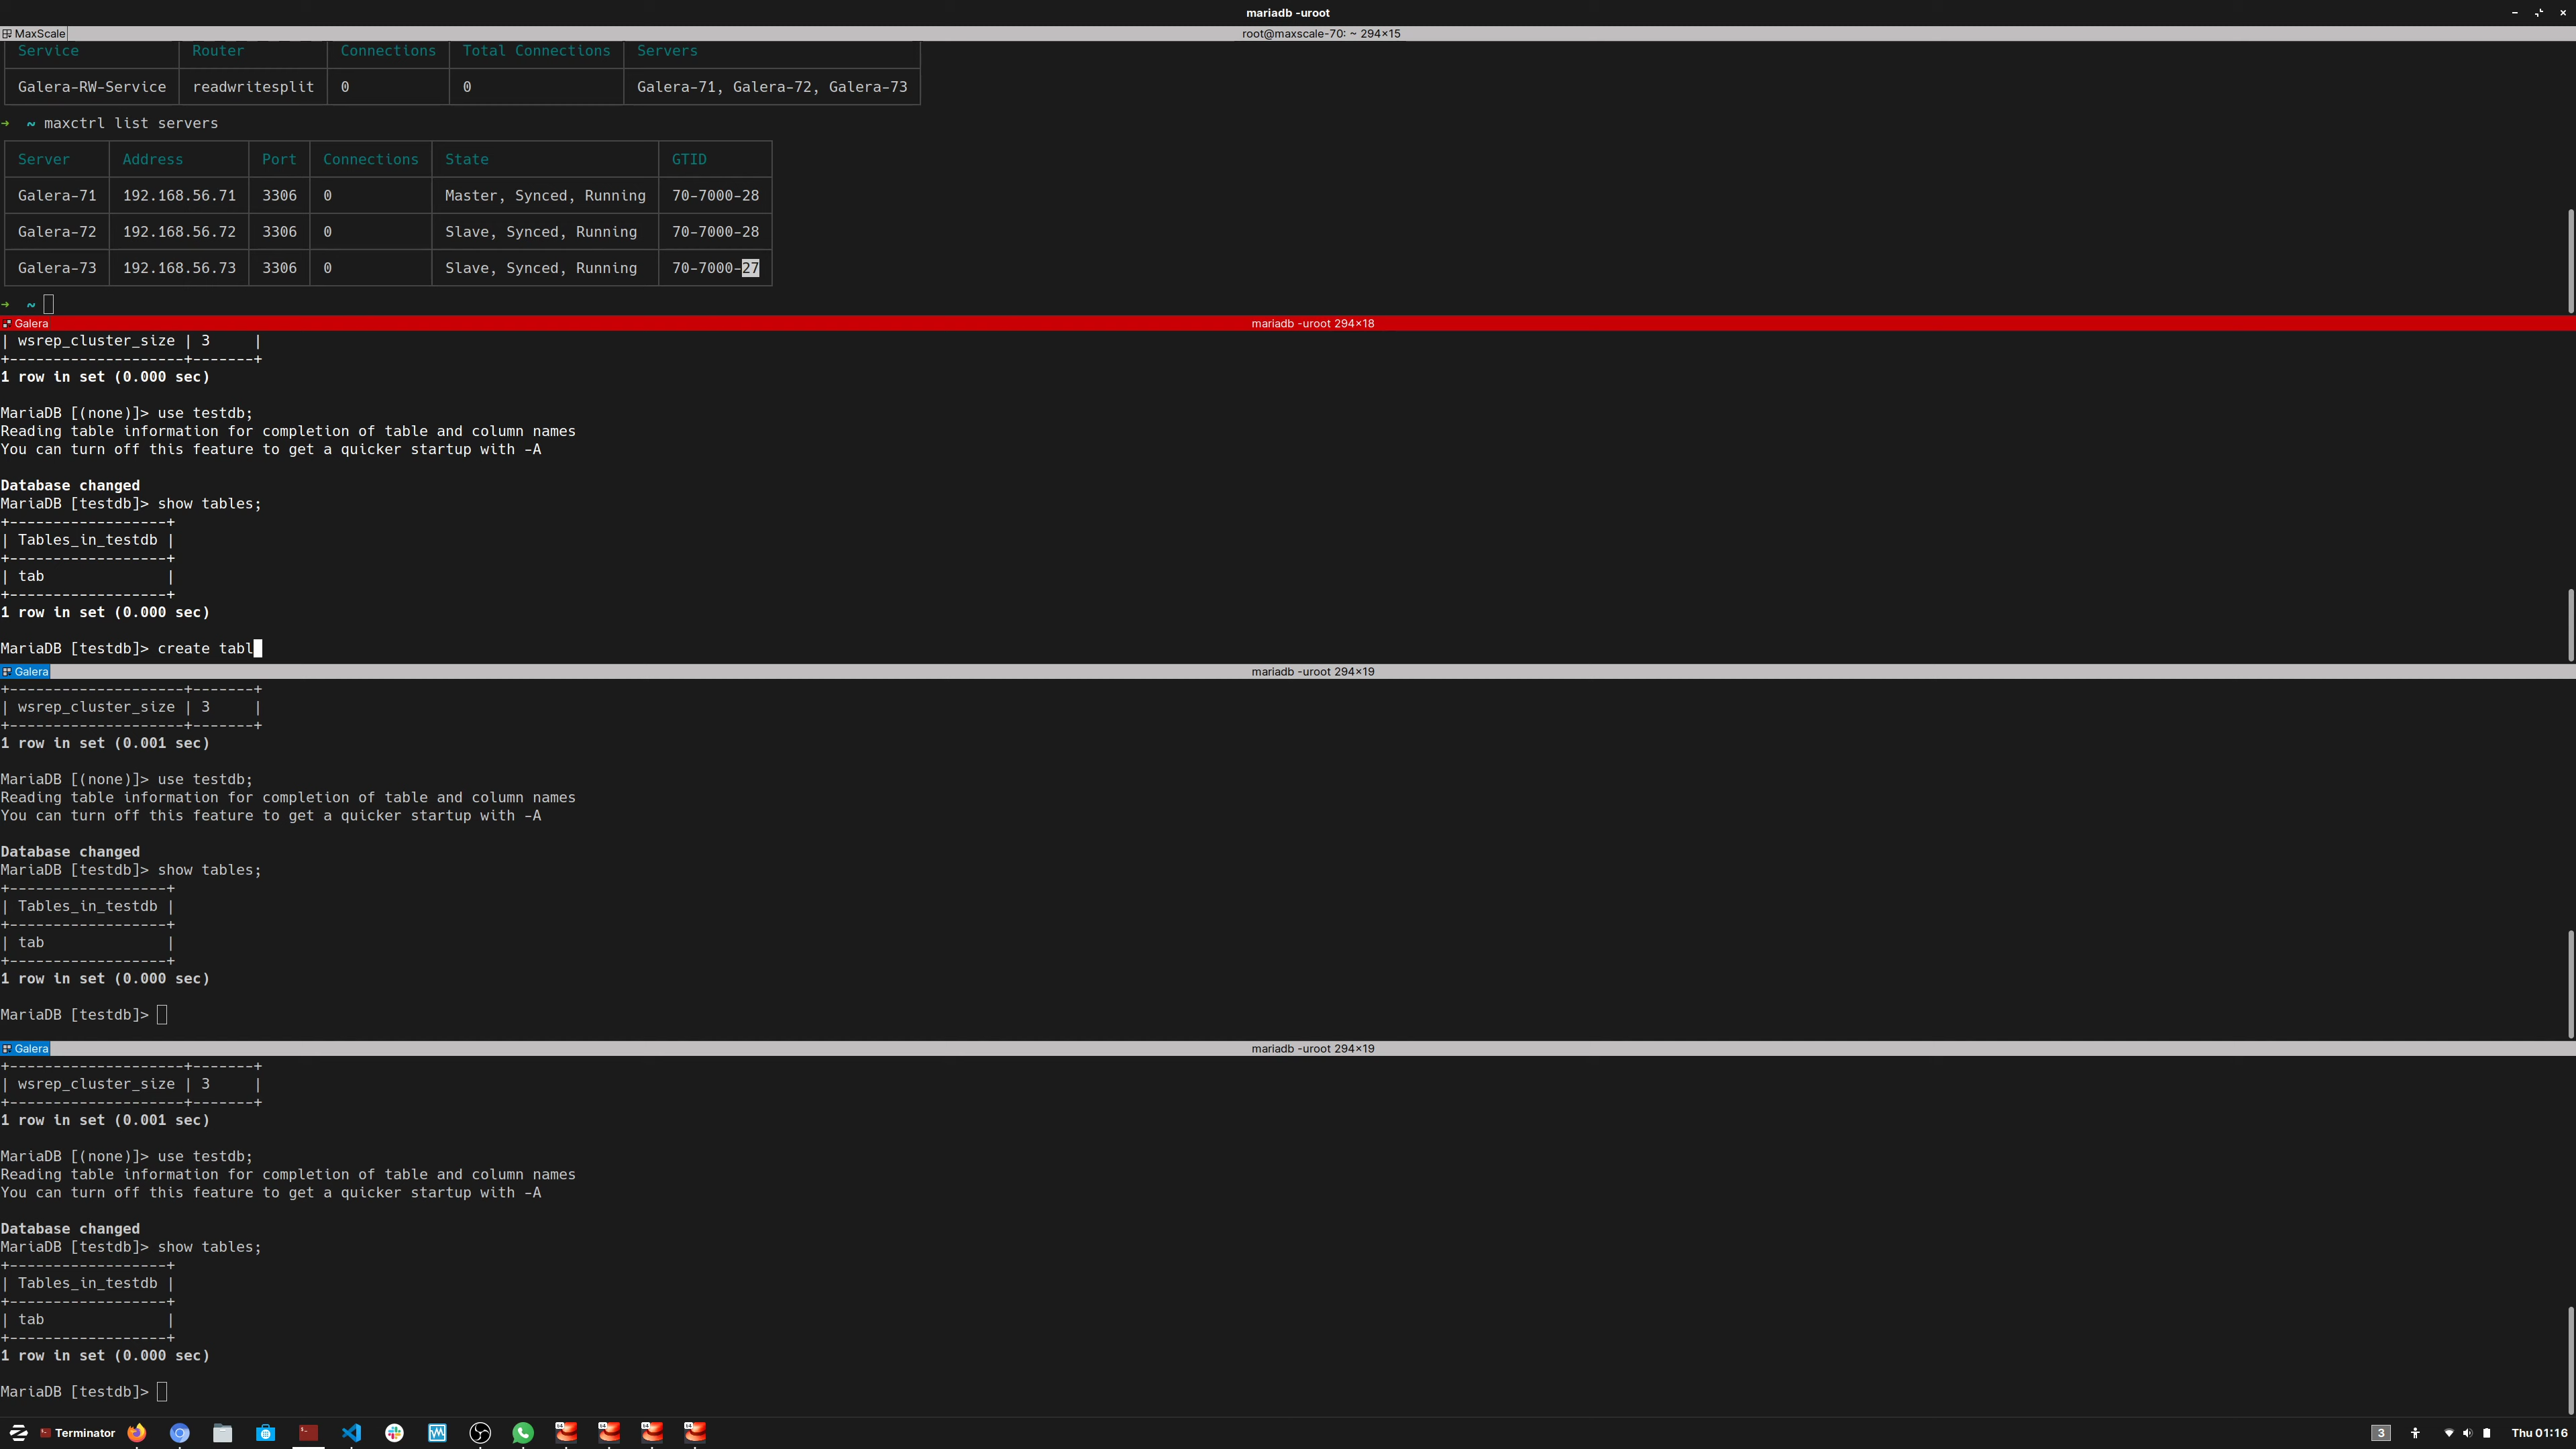 mariadb -uroot
MaxScale
root@maxscale-70: ~ 294×15
Service Router Connections Total Connections Servers
Galera-RW-Service readwritesplit 0 0 Galera-71, Galera-72, Galera-73
➜ ~ maxctrl list servers
Server Address Port Connections State GTID
Galera-71 192.168.56.71 3306 0 Master, Synced, Running 70-7000-28
Galera-72 192.168.56.72 3306 0 Slave, Synced, Running 70-7000-28
Galera-73 192.168.56.73 3306 0 Slave, Synced, Running 70-7000-27
➜ ~
Galera mariadb -uroot 294×18
| wsrep_cluster_size | 3     |
+--------------------+-------+
1 row in set (0.000 sec)
MariaDB [(none)]> use testdb;
Reading table information for completion of table and column names
You can turn off this feature to get a quicker startup with -A
Database changed
MariaDB [testdb]> show tables;
+------------------+
| Tables_in_testdb |
+------------------+
| tab              |
+------------------+
1 row in set (0.000 sec)
MariaDB [testdb]> create tabl
Galera mariadb -uroot 294×19
+--------------------+-------+
| wsrep_cluster_size | 3     |
+--------------------+-------+
1 row in set (0.001 sec)
MariaDB [(none)]> use testdb;
Reading table information for completion of table and column names
You can turn off this feature to get a quicker startup with -A
Database changed
MariaDB [testdb]> show tables;
+------------------+
| Tables_in_testdb |
+------------------+
| tab              |
+------------------+
1 row in set (0.000 sec)
MariaDB [testdb]>
Galera mariadb -uroot 294×19
+--------------------+-------+
| wsrep_cluster_size | 3     |
+--------------------+-------+
1 row in set (0.001 sec)
MariaDB [(none)]> use testdb;
Reading table information for completion of table and column names
You can turn off this feature to get a quicker startup with -A
Database changed
MariaDB [testdb]> show tables;
+------------------+
| Tables_in_testdb |
+------------------+
| tab              |
+------------------+
1 row in set (0.000 sec)
MariaDB [testdb]>
Terminator 3 Thu 01:16